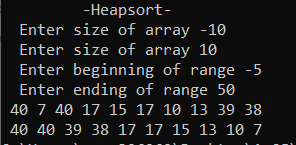 -Heapsort-
Enter size of array -10
Enter size of array 10
Enter beginning of range -5
Enter ending of range 50
40 7 40 17 15 17 10 13 39 38
40 40 39 38 17 17 15 13 10 7